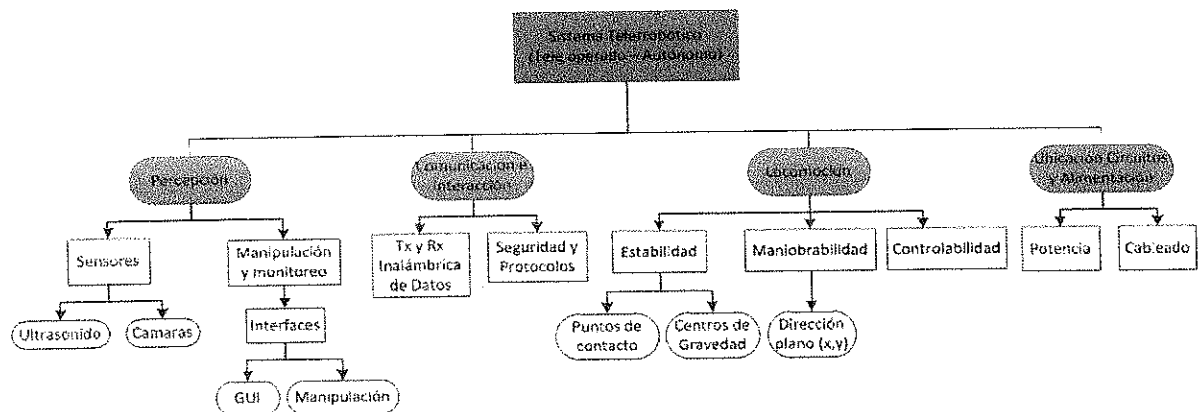 Sistema Telerrobótico
(Tele operado - Autónomo)
Percepción
Comunicación e
Interacción
Locomoción
Ubicación Circuitos
y Alimentación
Sensores
Manipulación
y monitoreo
Tx y Rx
Inalámbrica
de Datos
Seguridad y
Protocolos
Estabilidad
Maniobrabilidad
Controlabilidad
Potencia
Cableado
Ultrasonido
Camaras
Interfaces
Puntos de
contacto
Centros de
Gravedad
Dirección
plano (x,y)
GUI
Manipulación